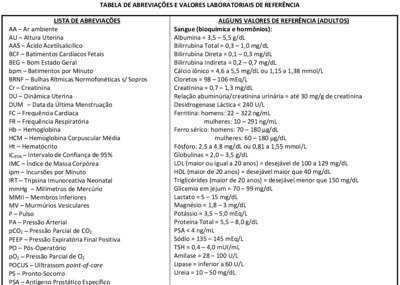 TABELA DE ABREVIAÇÕES E VALORES LABORATORIAIS DE REFERÊNCIA
LISTA DE ABREVIAÇÕES
AA – Ar ambiente
AU – Altura Uterina
AAS – Ácido Acetilsalicílico
BCF – Batimentos Cardíacos Fetais
BEG – Bom Estado Geral
bpm – Batimentos por Minuto
BRNF – Bulhas Rítmicas Normofonéticas s/ Sopros
Cr – Creatinina
DU – Dinâmica Uterina
DUM – Data da Última Menstruação
FC – Frequência Cardíaca
FR – Frequência Respiratória
Hb – Hemoglobina
HCM – Hemoglobina Corpuscular Média
Ht – Hematócrito
IC95% – Intervalo de Confiança de 95%
IMC – Índice de Massa Corpórea
ipm – Incursões por Minuto
IRT – Tripsina Imunoreativa Neonatal
mmHg – Milímetros de Mercúrio
MMII – Membros Inferiores
MV – Murmúrios Vesiculares
P – Pulso
PA – Pressão Arterial
pCO₂ – Pressão Parcial de CO₂
PEEP – Pressão Expiratória Final Positiva
PO – Pós-Operatório
pO₂ – Pressão Parcial de O₂
POCUS – Ulltrassom point-of-care
PS – Pronto-Socorro
PSA – Antígeno Prostático Específico
ALGUNS VALORES DE REFERÊNCIA (ADULTOS)
Sangue (bioquímica e hormônios):
Albumina = 3,5 – 5,5 g/dL
Bilirrubina Total = 0,3 – 1,0 mg/dL
Bilirrubina Direta = 0,1 – 0,3 mg/dL
Bilirrubina Indireta = 0,2 – 0,7 mg/dL
Cálcio iônico = 4,6 a 5,5 mg/dL ou 1,15 a 1,38 mmol/L
Cloretos = 98 – 106 mEq/L
Creatinina = 0,7 – 1,3 mg/dL
Relação abuminúria/creatinina urinária = até 30 mg/g de creatinina
Desidrogenase Láctica < 240 U/L
Ferritina: homens: 22 – 322 ng/mL
mulheres: 10 – 291 ng/mL
Ferro sérico: homens: 70 – 180 µg/dL
mulheres: 60 – 180 µg/dL
Fósforo: 2,5 a 4,8 mg/dL ou 0,81 a 1,55 mmol/L
Globulinas = 2,0 – 3,5 g/dL
LDL (maior ou igual a 20 anos) = desejável de 100 a 129 mg/dL
HDL (maior de 20 anos) = desejável maior que 40 mg/dL
Triglicérides (maior de 20 anos) = desejável menor que 150 mg/dL
Glicemia em jejum = 70 – 99 mg/dL
Lactato = 5 – 15 mg/dL
Magnésio = 1,8 – 3 mg/dL
Potássio = 3,5 – 5,0 mEq/L
Proteína Total = 5,5 – 8,0 g/dL
PSA < 4 ng/mL
Sódio = 135 – 145 mEq/L
TSH = 0,4 – 4,0 mUI/mL
Amilase = 28 – 100 U/L
Lipase = inferior a 60 U/L
Ureia = 10 – 50 mg/dL